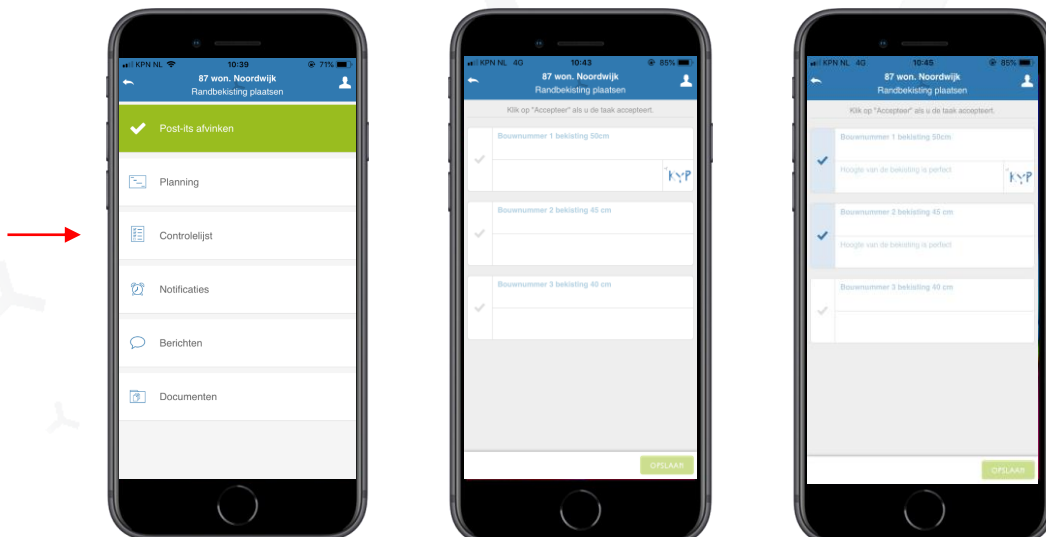 KPN NL 10:39 71%
87 won. Noordwijk
Randbekisting plaatsen
Post-its afvinken
Planning
Controlelijst
Notificaties
Berichten
Documenten
KPN NL 4G 10:43 85%
87 won. Noordwijk
Randbekisting plaatsen
Klik op "Accepteer" als u de taak accepteert.
Bouwnummer 1 bekisting 50cm
KYP
Bouwnummer 2 bekisting 45 cm
Bouwnummer 3 bekisting 40 cm
OPSLAAN
KPN NL 4G 10:45 85%
87 won. Noordwijk
Randbekisting plaatsen
Klik op "Accepteer" als u de taak accepteert.
Bouwnummer 1 bekisting 50cm
Hoogte van de bekisting is perfect
KYP
Bouwnummer 2 bekisting 45 cm
Hoogte van de bekisting is perfect
Bouwnummer 3 bekisting 40 cm
OPSLAAN